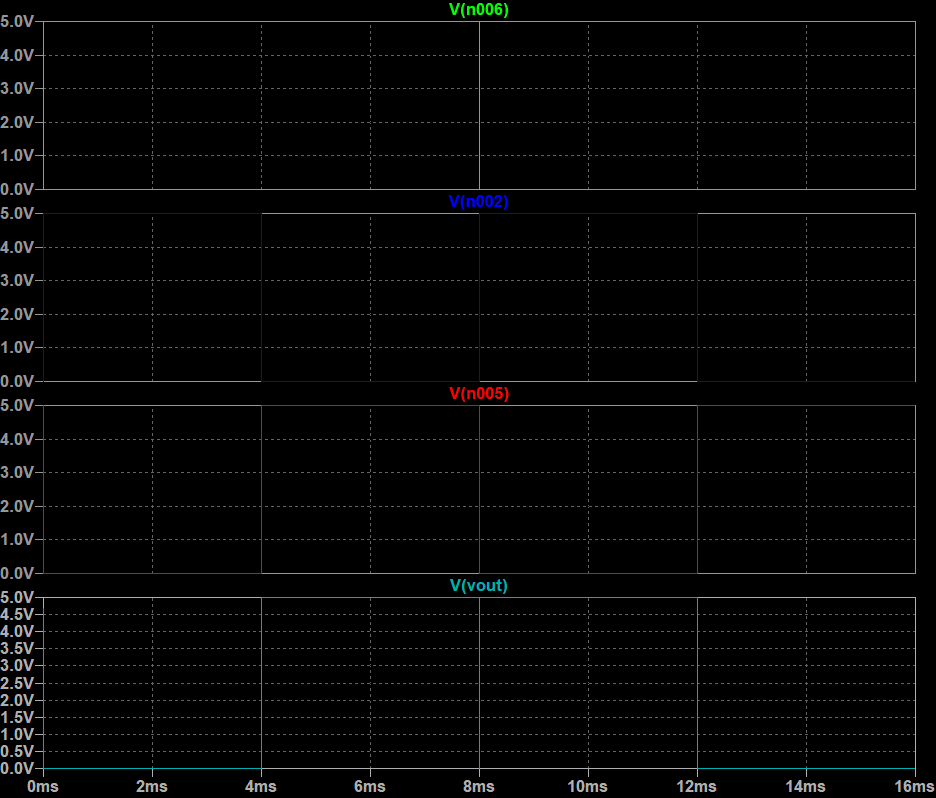 V(n006)
5.0V
4.0V
3.0V
2.0V
1.0V
0.0V
V(n002)
5.0V
4.0V
3.0V
2.0V
1.0V
0.0V
V(n005)
5.0V
4.0V
3.0V
2.0V
1.0V
0.0V
V(vout)
5.0V
4.5V
4.0V
3.5V
3.0V
2.5V
2.0V
1.5V
1.0V
0.5V
0.0V
0ms 2ms 4ms 6ms 8ms 10ms 12ms 14ms 16ms